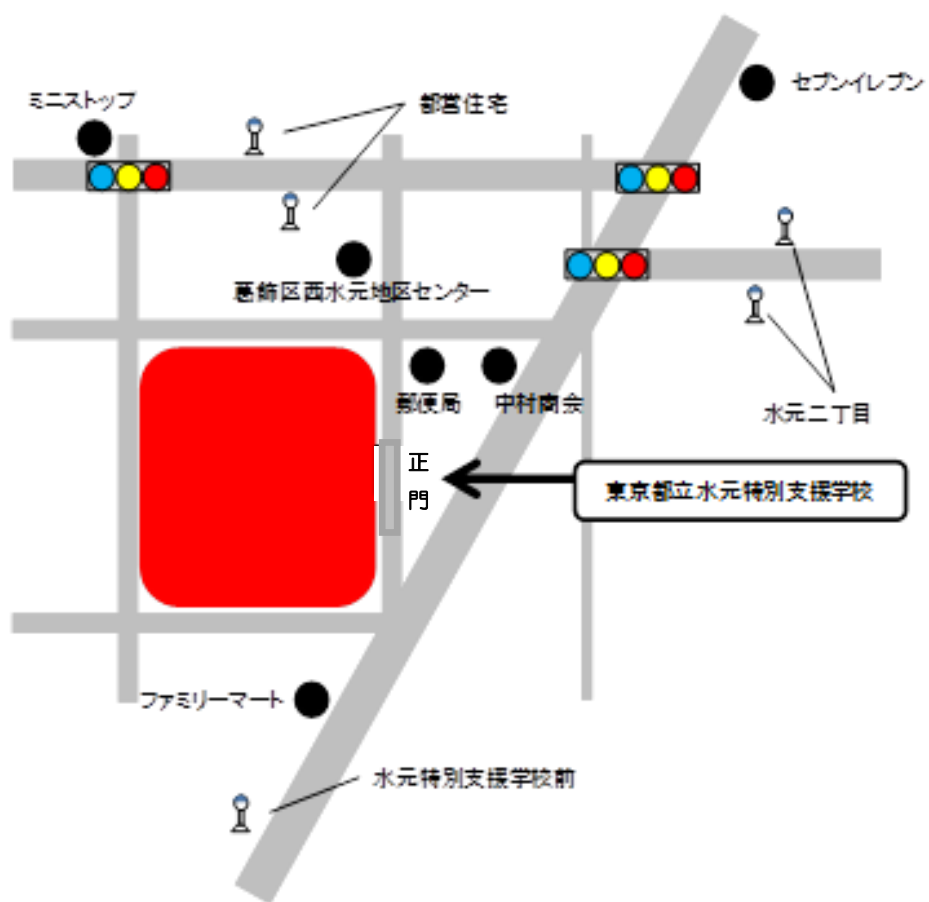 セブンイレブン
ミニストップ
都営住宅
葛飾区西水元地区センター
郵便局
中村商会
水元二丁目
正
門
東京都立水元特別支援学校
ファミリーマート
水元特別支援学校前